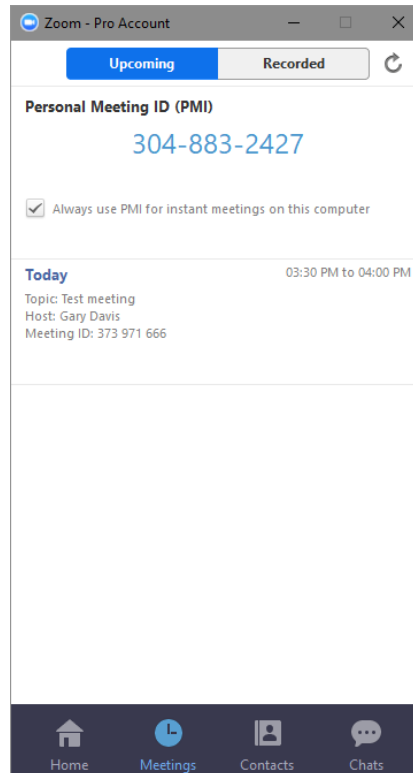 Zoom - Pro Account
Upcoming Recorded
Personal Meeting ID (PMI)
304-883-2427
Always use PMI for instant meetings on this computer
Today 03:30 PM to 04:00 PM
Topic: Test meeting
Host: Gary Davis
Meeting ID: 373 971 666
Home Meetings Contacts Chats